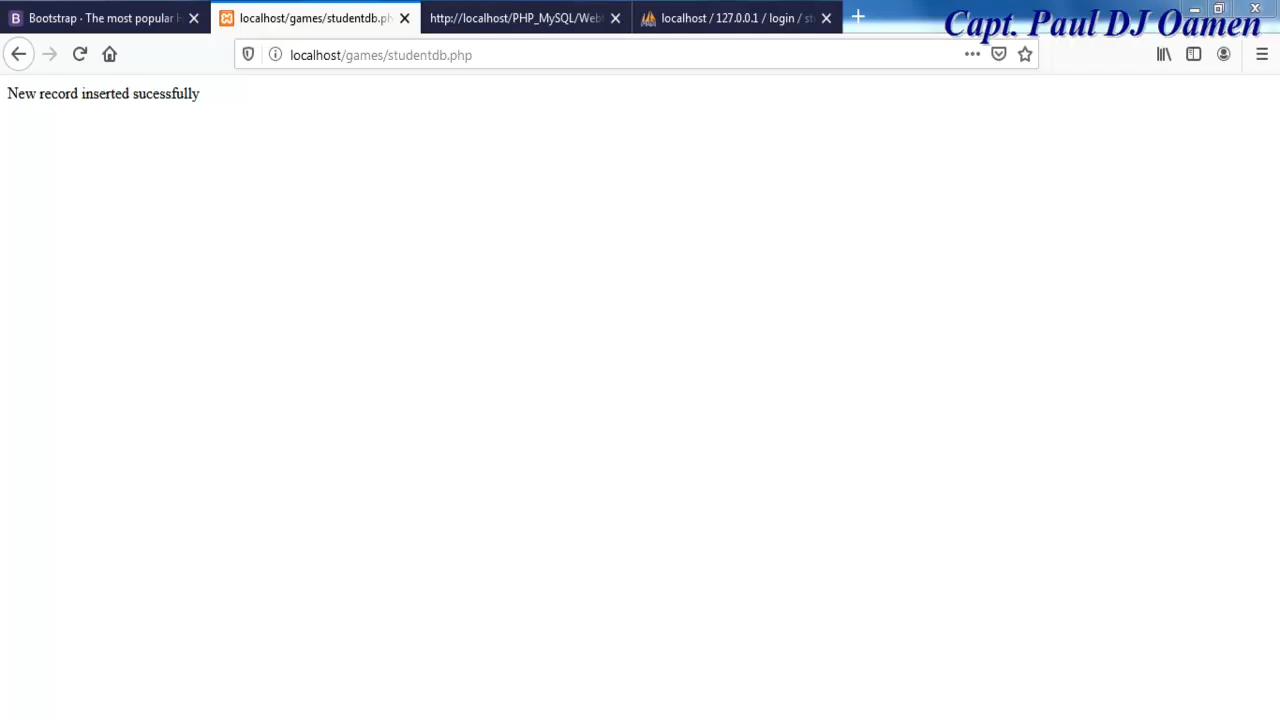 Bootstrap · The most popular
localhost/games/studentdb.ph
http://localhost/PHP_MySQL/Web
localhost / 127.0.0.1 / login / st
Capt. Paul DJ Oamen
localhost/games/studentdb.php
New record inserted sucessfully